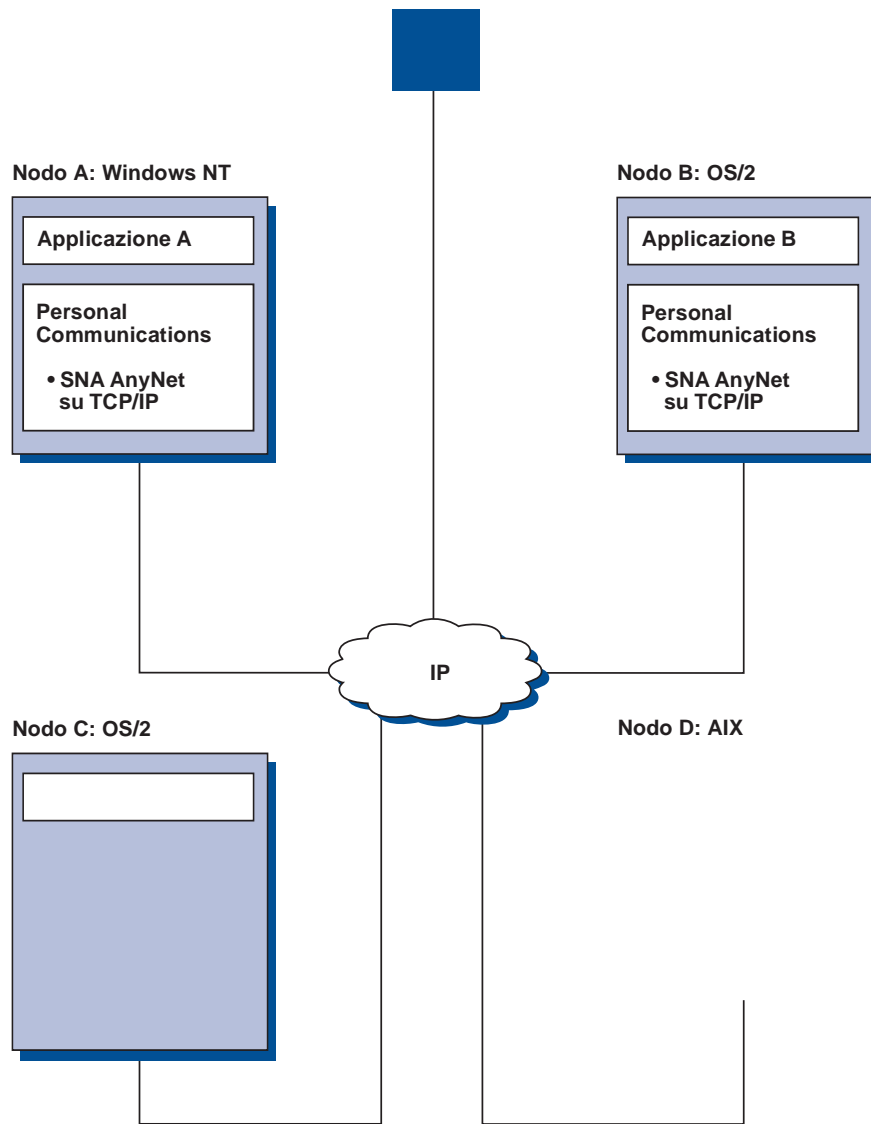 Nodo A: Windows NT
Applicazione A
Personal
Communications
• SNA AnyNet
su TCP/IP
Nodo B: OS/2
Applicazione B
Personal
Communications
• SNA AnyNet
su TCP/IP
IP
Nodo C: OS/2
Nodo D: AIX